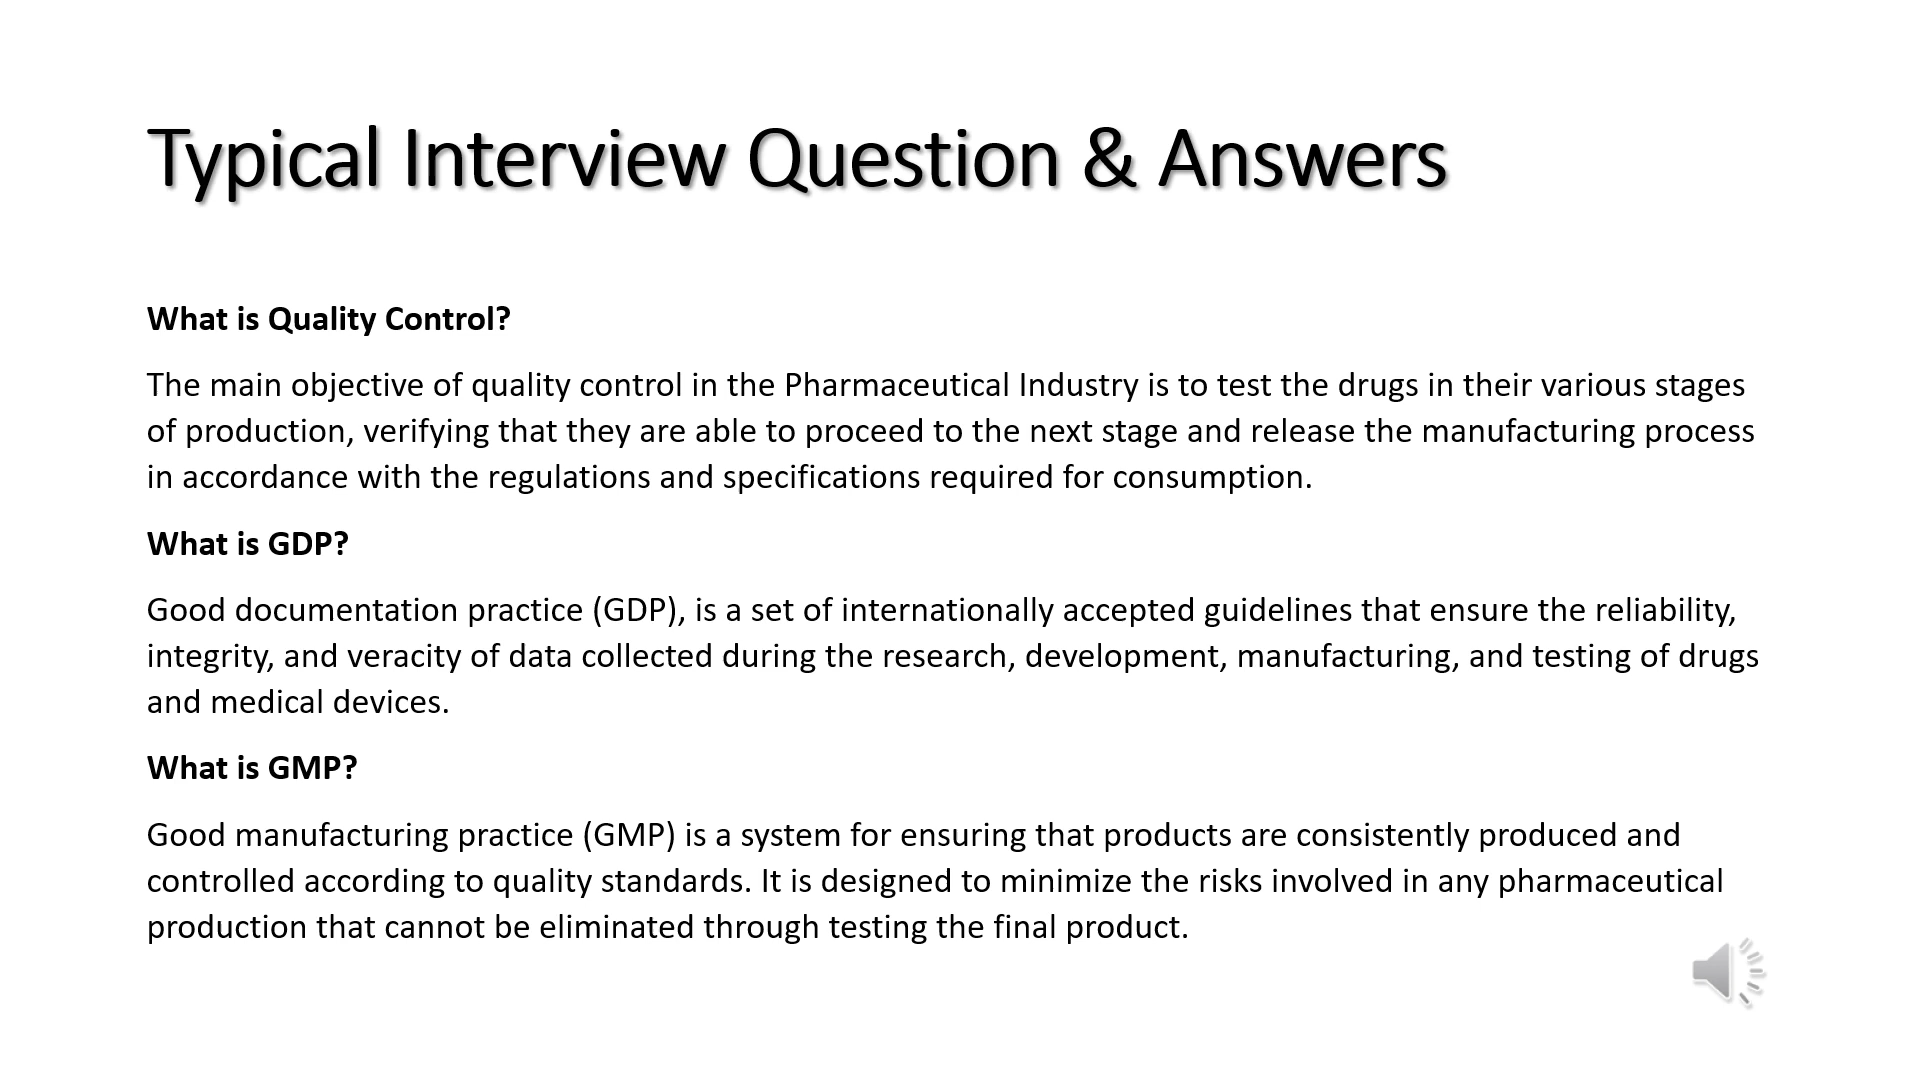 Typical Interview Question & Answers
What is Quality Control?
The main objective of quality control in the Pharmaceutical Industry is to test the drugs in their various stages
of production, verifying that they are able to proceed to the next stage and release the manufacturing process
in accordance with the regulations and specifications required for consumption.
What is GDP?
Good documentation practice (GDP), is a set of internationally accepted guidelines that ensure the reliability,
integrity, and veracity of data collected during the research, development, manufacturing, and testing of drugs
and medical devices.
What is GMP?
Good manufacturing practice (GMP) is a system for ensuring that products are consistently produced and
controlled according to quality standards. It is designed to minimize the risks involved in any pharmaceutical
production that cannot be eliminated through testing the final product.